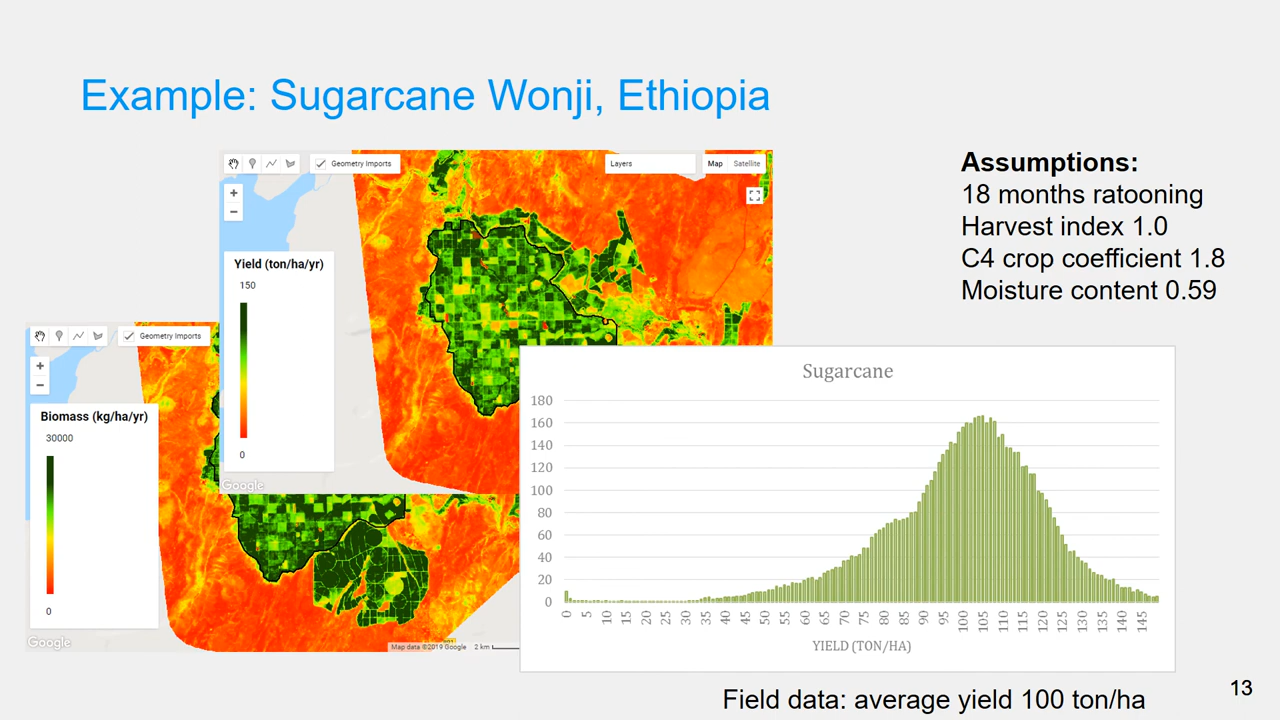 Example: Sugarcane Wonji, Ethiopia
Geometry Imports
Layers
Map Satellite
+
−
Yield (ton/ha/yr)
150
0
Google
Assumptions:
18 months ratooning
Harvest index 1.0
C4 crop coefficient 1.8
Moisture content 0.59
Geometry Imports
+
−
Biomass (kg/ha/yr)
30000
0
Google
Map data ©2019 Google 2 km
Sugarcane
180
160
140
120
100
80
60
40
20
0
0 5 10 15 20 25 30 35 40 45 50 55 60 65 70 75 80 85 90 95 100 105 110 115 120 125 130 135 140 145
YIELD (TON/HA)
Field data: average yield 100 ton/ha
13